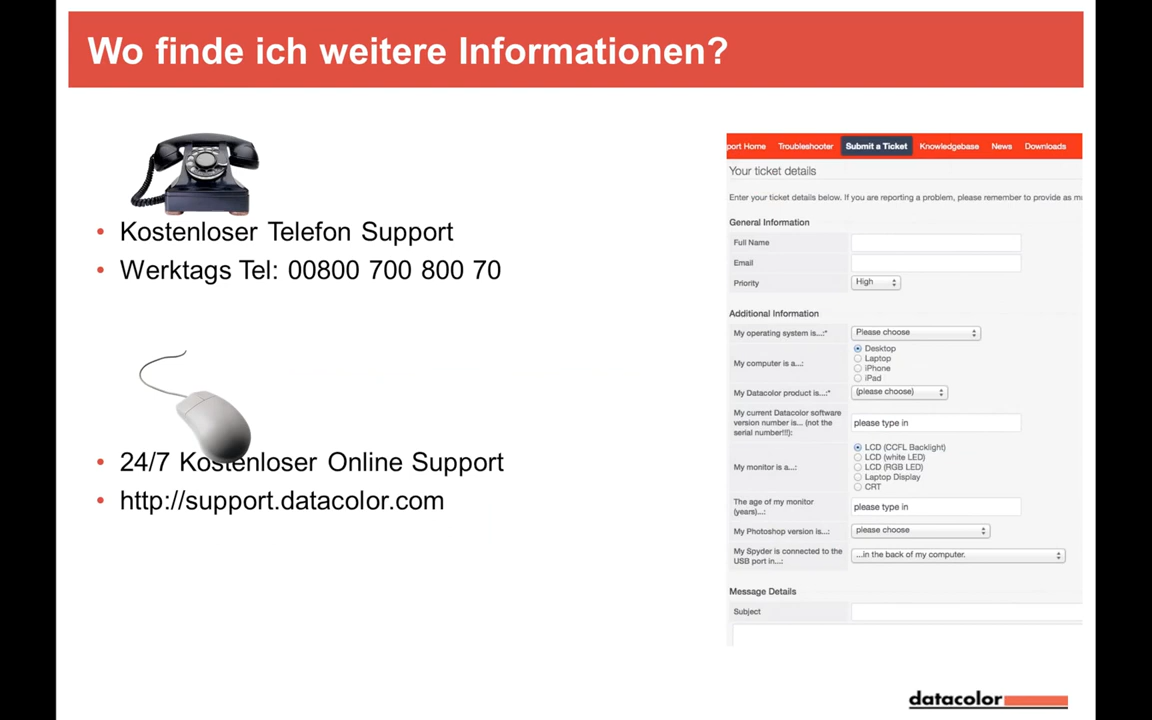 Wo finde ich weitere Informationen?
• Kostenloser Telefon Support
• Werktags Tel: 00800 700 800 70
• 24/7 Kostenloser Online Support
• http://support.datacolor.com
port Home Troubleshooter Submit a Ticket Knowledgebase News Downloads
Your ticket details
Enter your ticket details below. If you are reporting a problem, please remember to provide as m
General Information
Full Name
Email
Priority High
Additional Information
My operating system is...:* Please choose
My computer is a...:
Desktop
Laptop
iPhone
iPad
My Datacolor product is...:* (please choose)
My current Datacolor software
version number is... (not the
serial number!!!): please type in
My monitor is a...:
LCD (CCFL Backlight)
LCD (white LED)
LCD (RGB LED)
Laptop Display
CRT
The age of my monitor
(years)...: please type in
My Photoshop version is...: please choose
My Spyder is connected to the
USB port in...: ...in the back of my computer.
Message Details
Subject
datacolor